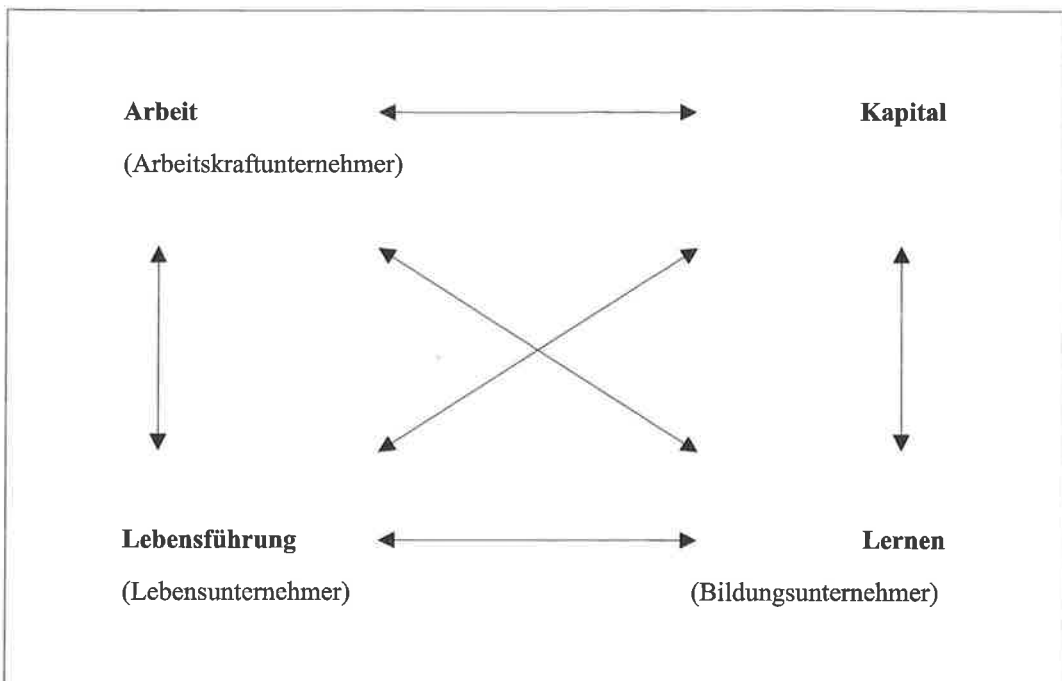 Arbeit
Kapital
(Arbeitskraftunternehmer)
Lebensführung
Lernen
(Lebensunternehmer)
(Bildungsunternehmer)